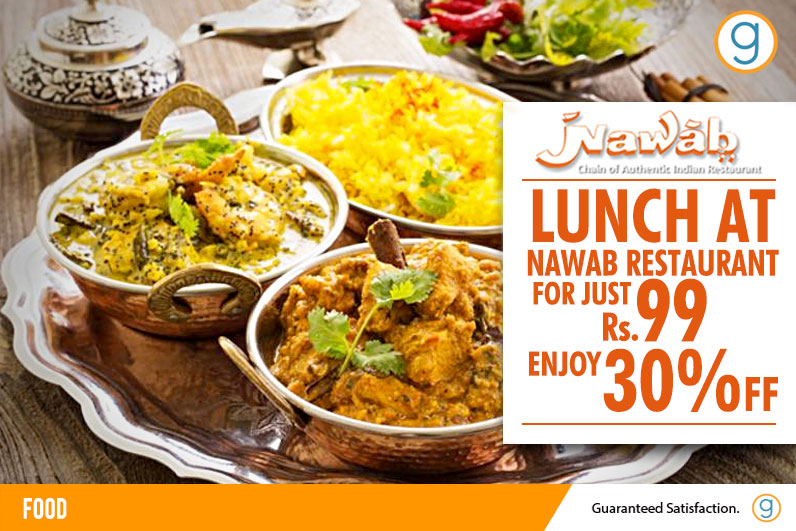 g
Nawab
Chain of Authentic Indian Restaurant
LUNCH AT
NAWAB RESTAURANT
FOR JUST
Rs.99
ENJOY 30%OFF
FOOD
Guaranteed Satisfaction. g